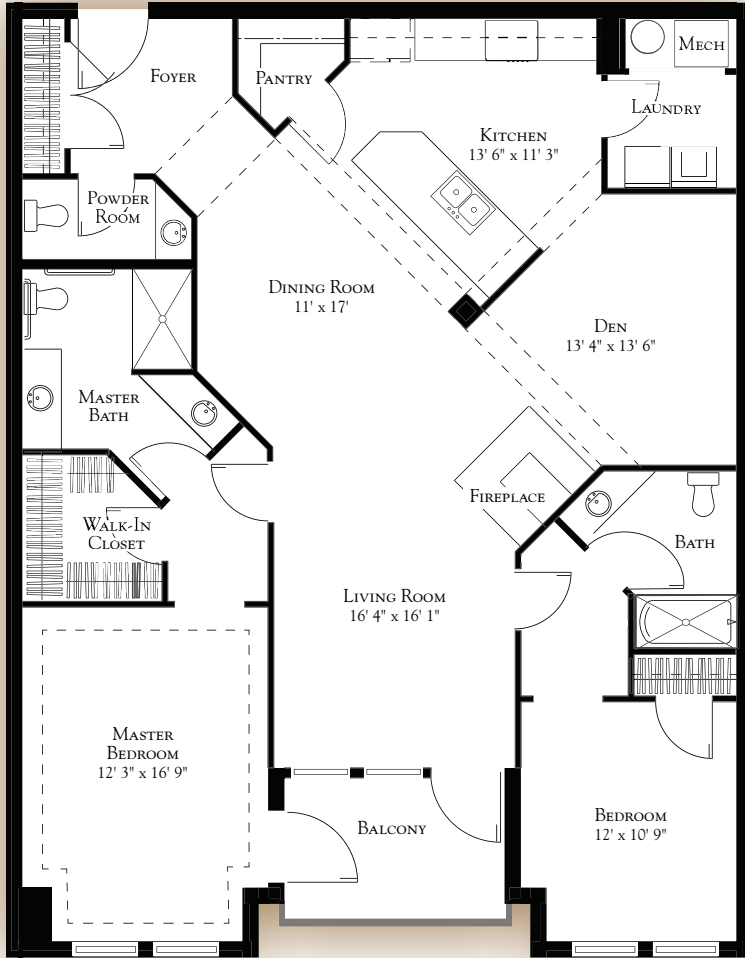 Foyer
Pantry
Mech
Laundry
Kitchen
13' 6" x 11' 3"
Powder
Room
Dining Room
11' x 17'
Den
13' 4" x 13' 6"
Master
Bath
Fireplace
Walk-In
Closet
Bath
Living Room
16' 4" x 16' 1"
Master
Bedroom
12' 3" x 16' 9"
Balcony
Bedroom
12' x 10' 9"